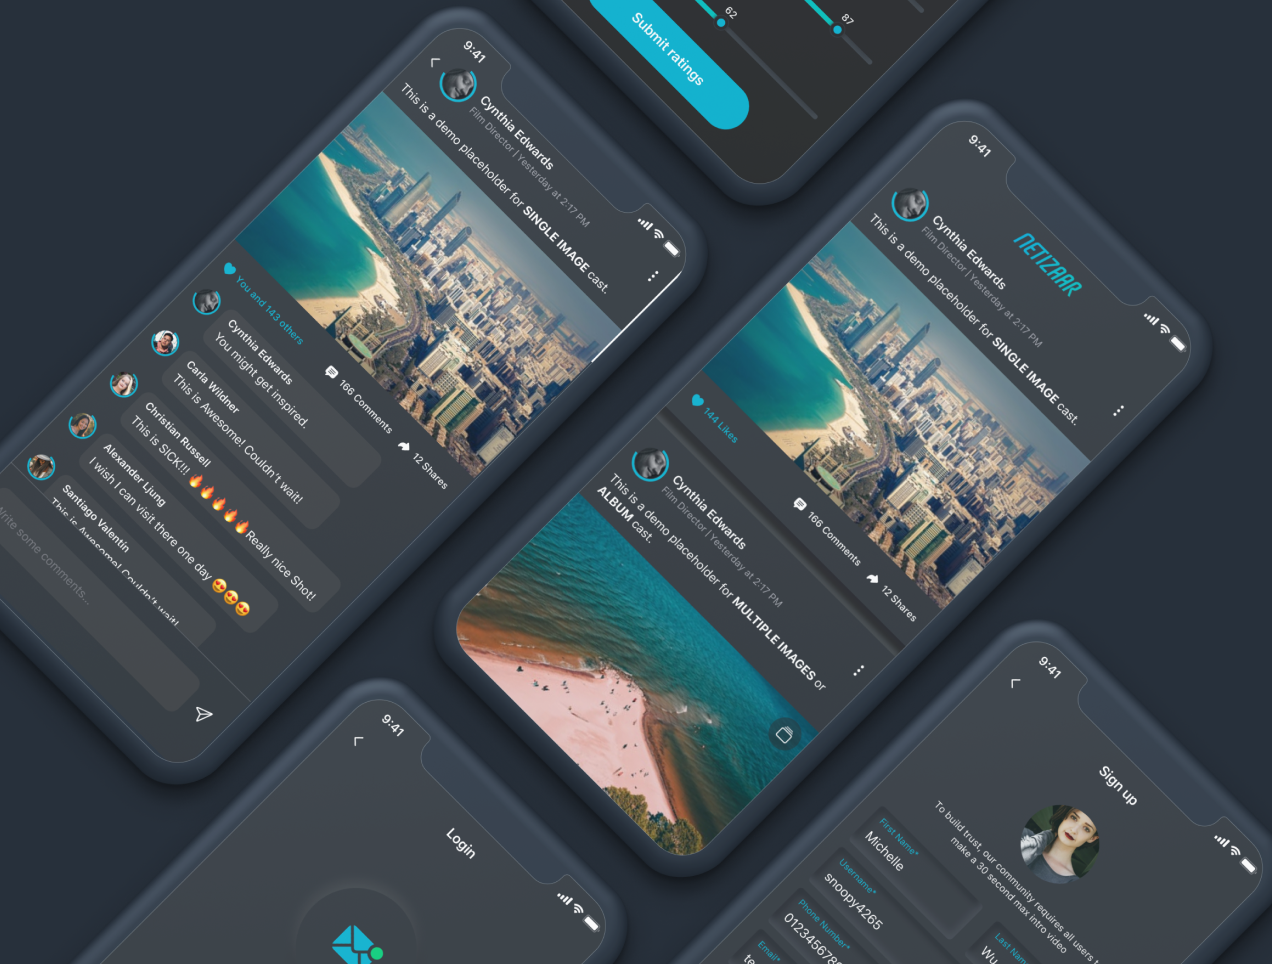 62
87
Submit ratings
9:41
Cynthia Edwards
Film Director | Yesterday at 2:17 PM
This is a demo placeholder for SINGLE IMAGE cast.
You and 143 others
166 Comments
12 Shares
Cynthia Edwards
You might get inspired.
Carla Wildner
This is Awesome! Couldn't wait!
Christian Russell
This is SICK!!! 🔥🔥🔥🔥🔥Really nice Shot!
Alexander Ljung
I wish I can visit there one day 😍😍😍
Santiago Valentin
This is Awesome! Couldn't wait!
Write some comments...
9:41
NETIZAAR
Cynthia Edwards
Film Director | Yesterday at 2:17 PM
This is a demo placeholder for SINGLE IMAGE cast.
144 Likes
166 Comments
12 Shares
Cynthia Edwards
Film Director | Yesterday at 2:17 PM
This is a demo placeholder for MULTIPLE IMAGES or
ALBUM cast.
9:41
Login
9:41
Sign up
To build trust, our community requires all users t
make a 30 second max intro video
First Name*
Michelle
Last Nam
Wu
Username*
snoopy4265
Phone Number*
012345678
Email*
te